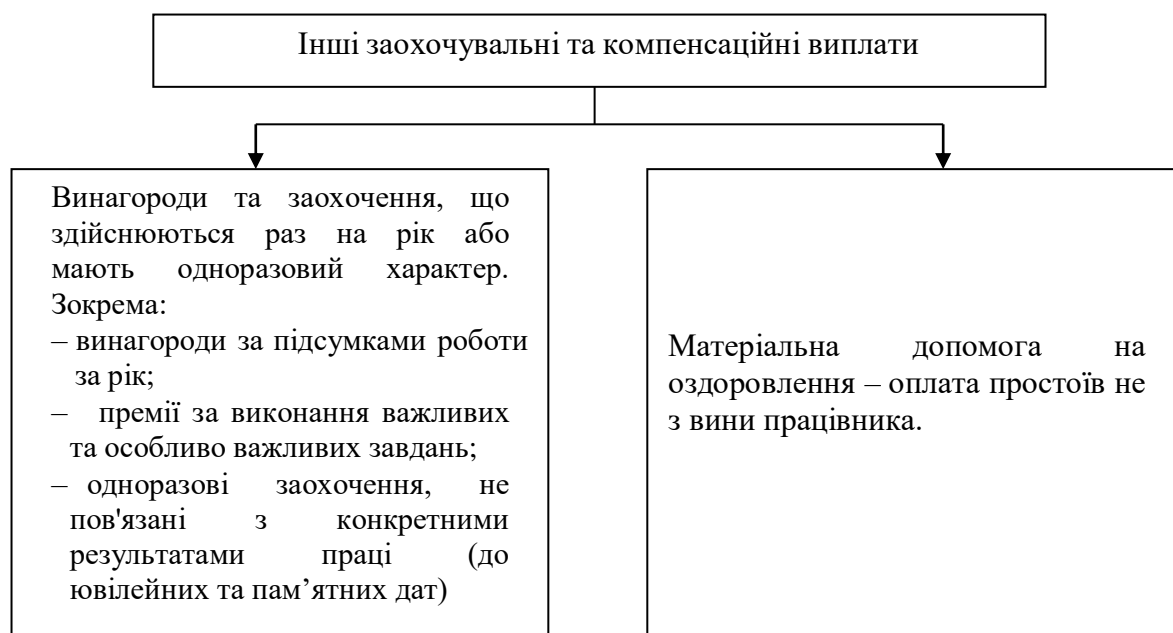 Інші заохочувальні та компенсаційні виплати
Винагороди та заохочення, що
здійснюються раз на рік або
мають одноразовий характер.
Зокрема:
– винагороди за підсумками роботи
за рік;
– премії за виконання важливих
та особливо важливих завдань;
– одноразові заохочення, не
пов'язані з конкретними
результатами праці (до
ювілейних та пам’ятних дат)
Матеріальна допомога на
оздоровлення – оплата простоїв не
з вини працівника.